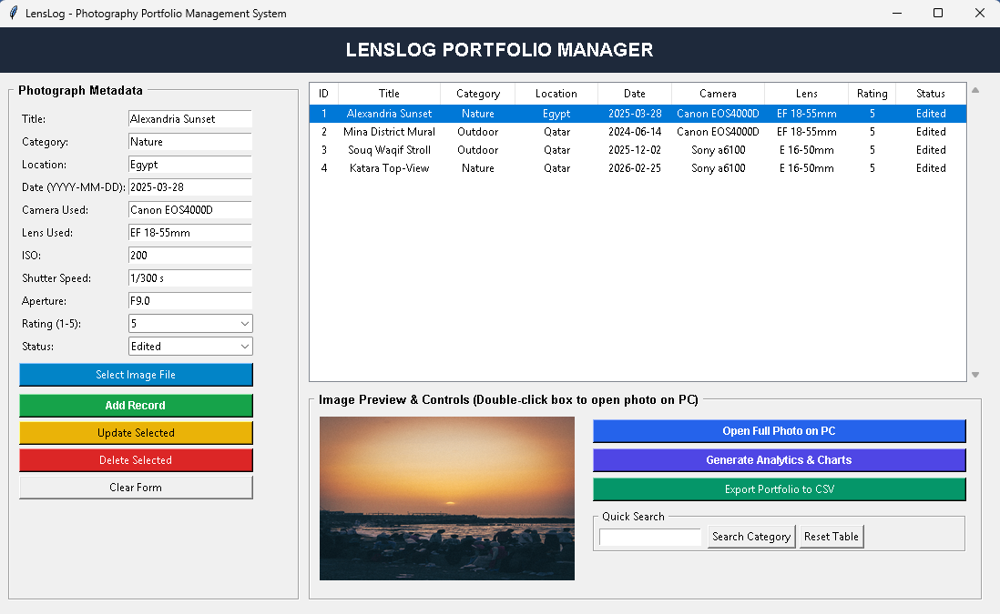 LensLog - Photography Portfolio Management System
LENSLOG PORTFOLIO MANAGER
Photograph Metadata
Title: Alexandria Sunset
Category: Nature
Location: Egypt
Date (YYYY-MM-DD): 2025-03-28
Camera Used: Canon EOS4000D
Lens Used: EF 18-55mm
ISO: 200
Shutter Speed: 1/300 s
Aperture: F9.0
Rating (1-5): 5
Status: Edited
Select Image File
Add Record
Update Selected
Delete Selected
Clear Form
ID Title Category Location Date Camera Lens Rating Status
1 Alexandria Sunset Nature Egypt 2025-03-28 Canon EOS4000D EF 18-55mm 5 Edited
2 Mina District Mural Outdoor Qatar 2024-06-14 Canon EOS4000D EF 18-55mm 5 Edited
3 Souq Waqif Stroll Outdoor Qatar 2025-12-02 Sony a6100 E 16-50mm 5 Edited
4 Katara Top-View Nature Qatar 2026-02-25 Sony a6100 E 16-50mm 5 Edited
Image Preview & Controls (Double-click box to open photo on PC)
Open Full Photo on PC
Generate Analytics & Charts
Export Portfolio to CSV
Quick Search
Search Category Reset Table